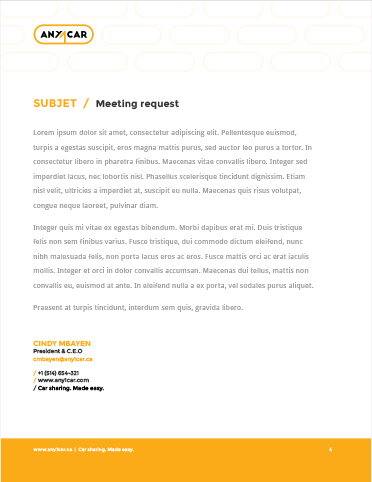 ANY1CAR
SUBJET / Meeting request
Lorem ipsum dolor sit amet, consectetur adipiscing elit. Pellentesque euismod,
turpis a egestas suscipit, eros magna mattis purus, sed auctor leo purus a tortor. In
consectetur libero in pharetra finibus. Maecenas vitae convallis libero. Integer sed
imperdiet lacus, nec lobortis nisl. Phasellus scelerisque tincidunt dignissim. Etiam
nisl velit, ultricies a imperdiet at, suscipit eu nulla. Maecenas quis risus volutpat,
congue neque laoreet, pulvinar diam.
Integer quis mi vitae ex egestas bibendum. Morbi dapibus erat mi. Duis tristique
felis non sem finibus varius. Fusce tristique, dui commodo dictum eleifend, nunc
nibh malesuada felis, non porta lacus eros ac eros. Fusce mattis orci ac erat iaculis
mollis. Integer et orci in dolor convallis accumsan. Maecenas dui tellus, mattis non
convallis eu, euismod at ante. In eleifend nulla a ex porta, vel sodales purus aliquet.
Praesent at turpis tincidunt, interdum sem quis, gravida libero.
CINDY MBAYEN
President & C.E.O
cmbayen@any1car.ca
/ +1 (514) 654-321
/ www.any1car.com
/ Car sharing. Made easy.
www.any1car.ca | Car sharing. Made easy.